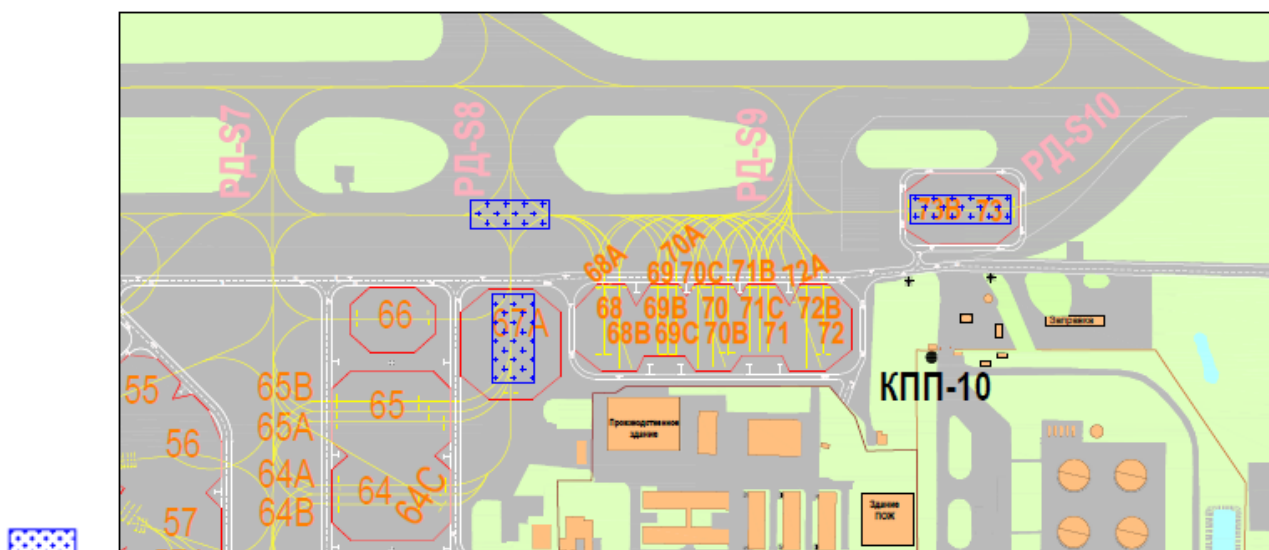 РД-S7
РД-S8
РД-S9
РД-S10
73B 73
68A
70A
69 70C 71B 72A
68 69B 70 71C 72B
68B 69C 70B 71 72
66
67A
55
65B
65
65A
КПП-10
Заправка
56
64A
64
64C
64B
57
Производственное
здание
Здание
ПОЖ